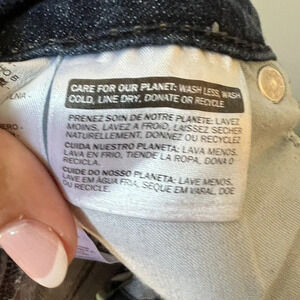 CARE FOR OUR PLANET: WASH LESS, WASH
COLD, LINE DRY, DONATE OR RECYCLE
PRENEZ SOIN DE NOTRE PLANÈTE: LAVEZ
MOINS, LAVEZ A FROID, LAISSEZ SECHER
NATURELLEMENT, DONNEZ OU RECYCLEZ
CUIDA NUESTRO PLANETA: LAVA MENOS,
LAVA EN FRIO, TIENDE LA ROPA, DONA O
RECICLA.
CUIDE DO NOSSO PLANETA: LAVE MENOS,
LAVE EM ÁGUA FRIA, SEQUE EM VARAL, DOE
OU RECICLE.